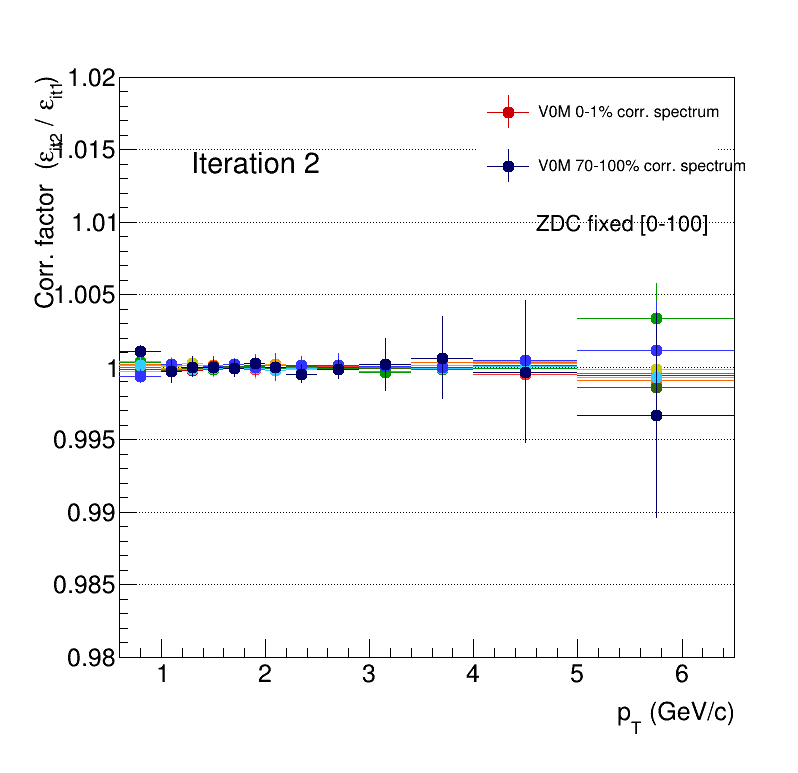 1.02
V0M 0-1% corr. spectrum
1.015
Iteration 2
V0M 70-100% corr. spectrum
1.01
ZDC fixed [0-100]
Corr. factor (ε_it2 / ε_it1)
1.005
1
0.995
0.99
0.985
0.98
1 2 3 4 5 6
p_T (GeV/c)